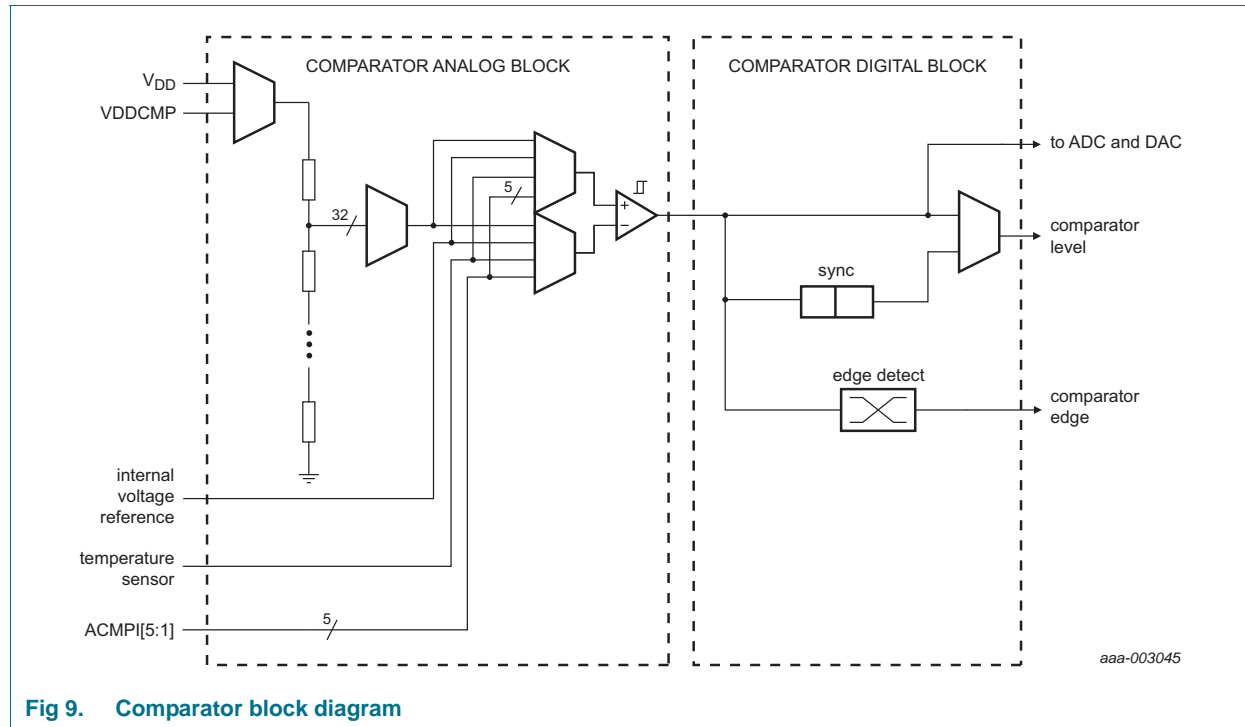 COMPARATOR ANALOG BLOCK
COMPARATOR DIGITAL BLOCK
VDD
VDDCMP
32
5
+
−
sync
edge detect
to ADC and DAC
comparator
level
comparator
edge
internal
voltage
reference
temperature
sensor
ACMPI[5:1]
5
aaa-003045
Fig 9. Comparator block diagram